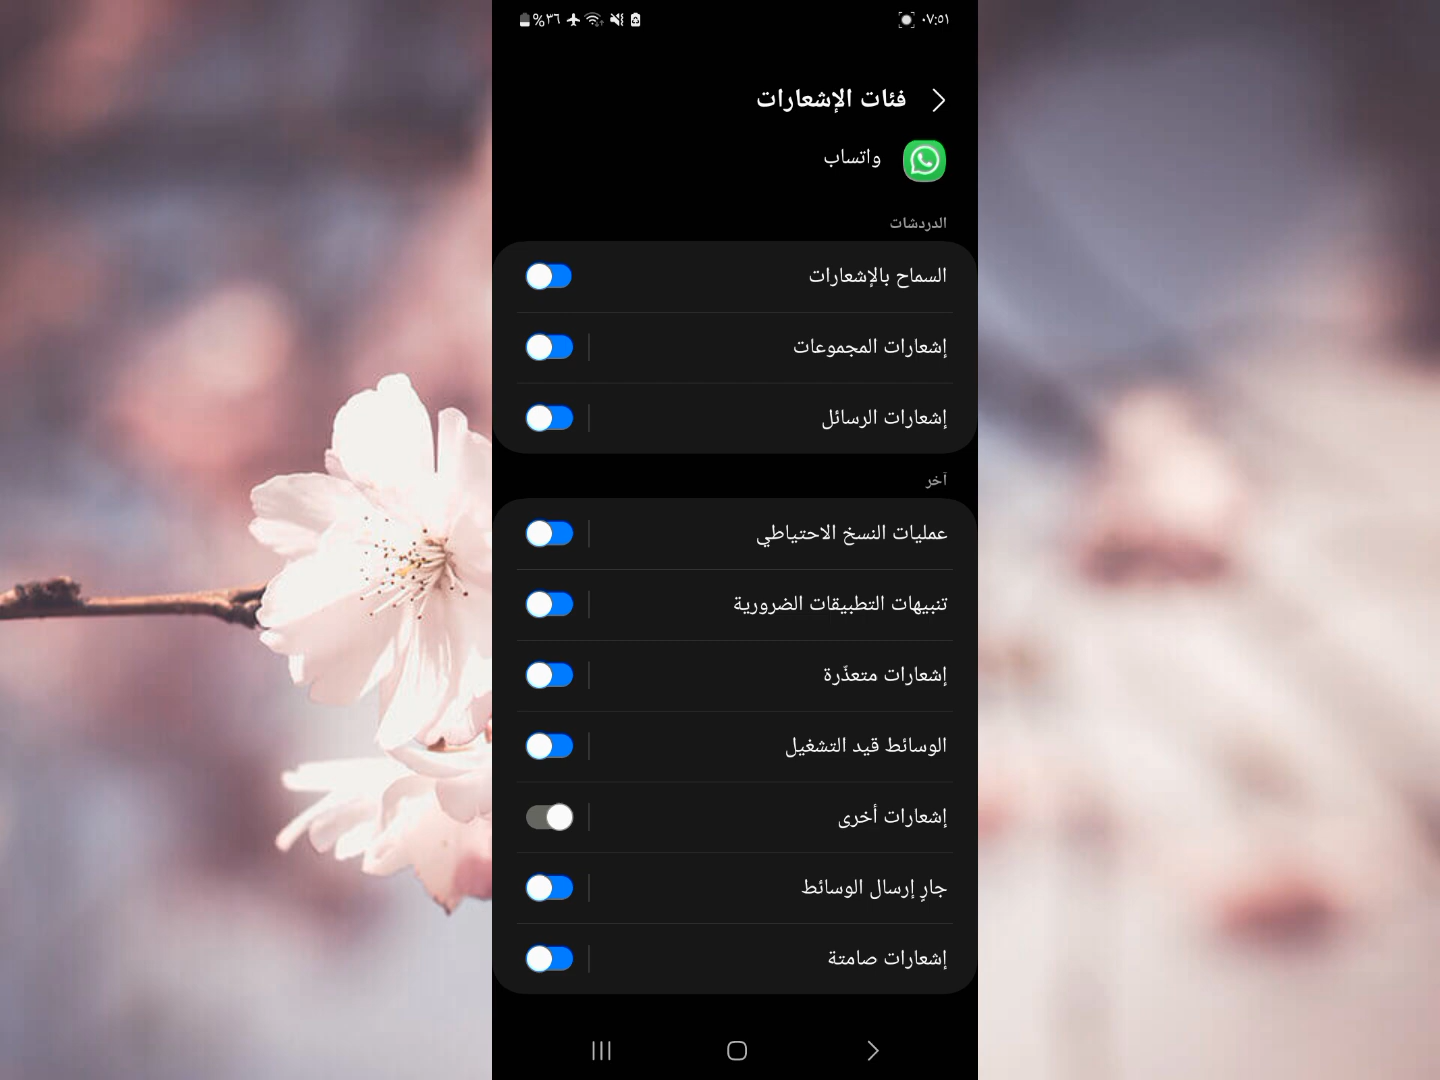 ٠٧:٥١
%٣٦
فئات الإشعارات
واتساب
الدردشات
السماح بالإشعارات
إشعارات المجموعات
إشعارات الرسائل
آخر
عمليات النسخ الاحتياطي
تنبيهات التطبيقات الضرورية
إشعارات متعذّرة
الوسائط قيد التشغيل
إشعارات أخرى
جارٍ إرسال الوسائط
إشعارات صامتة